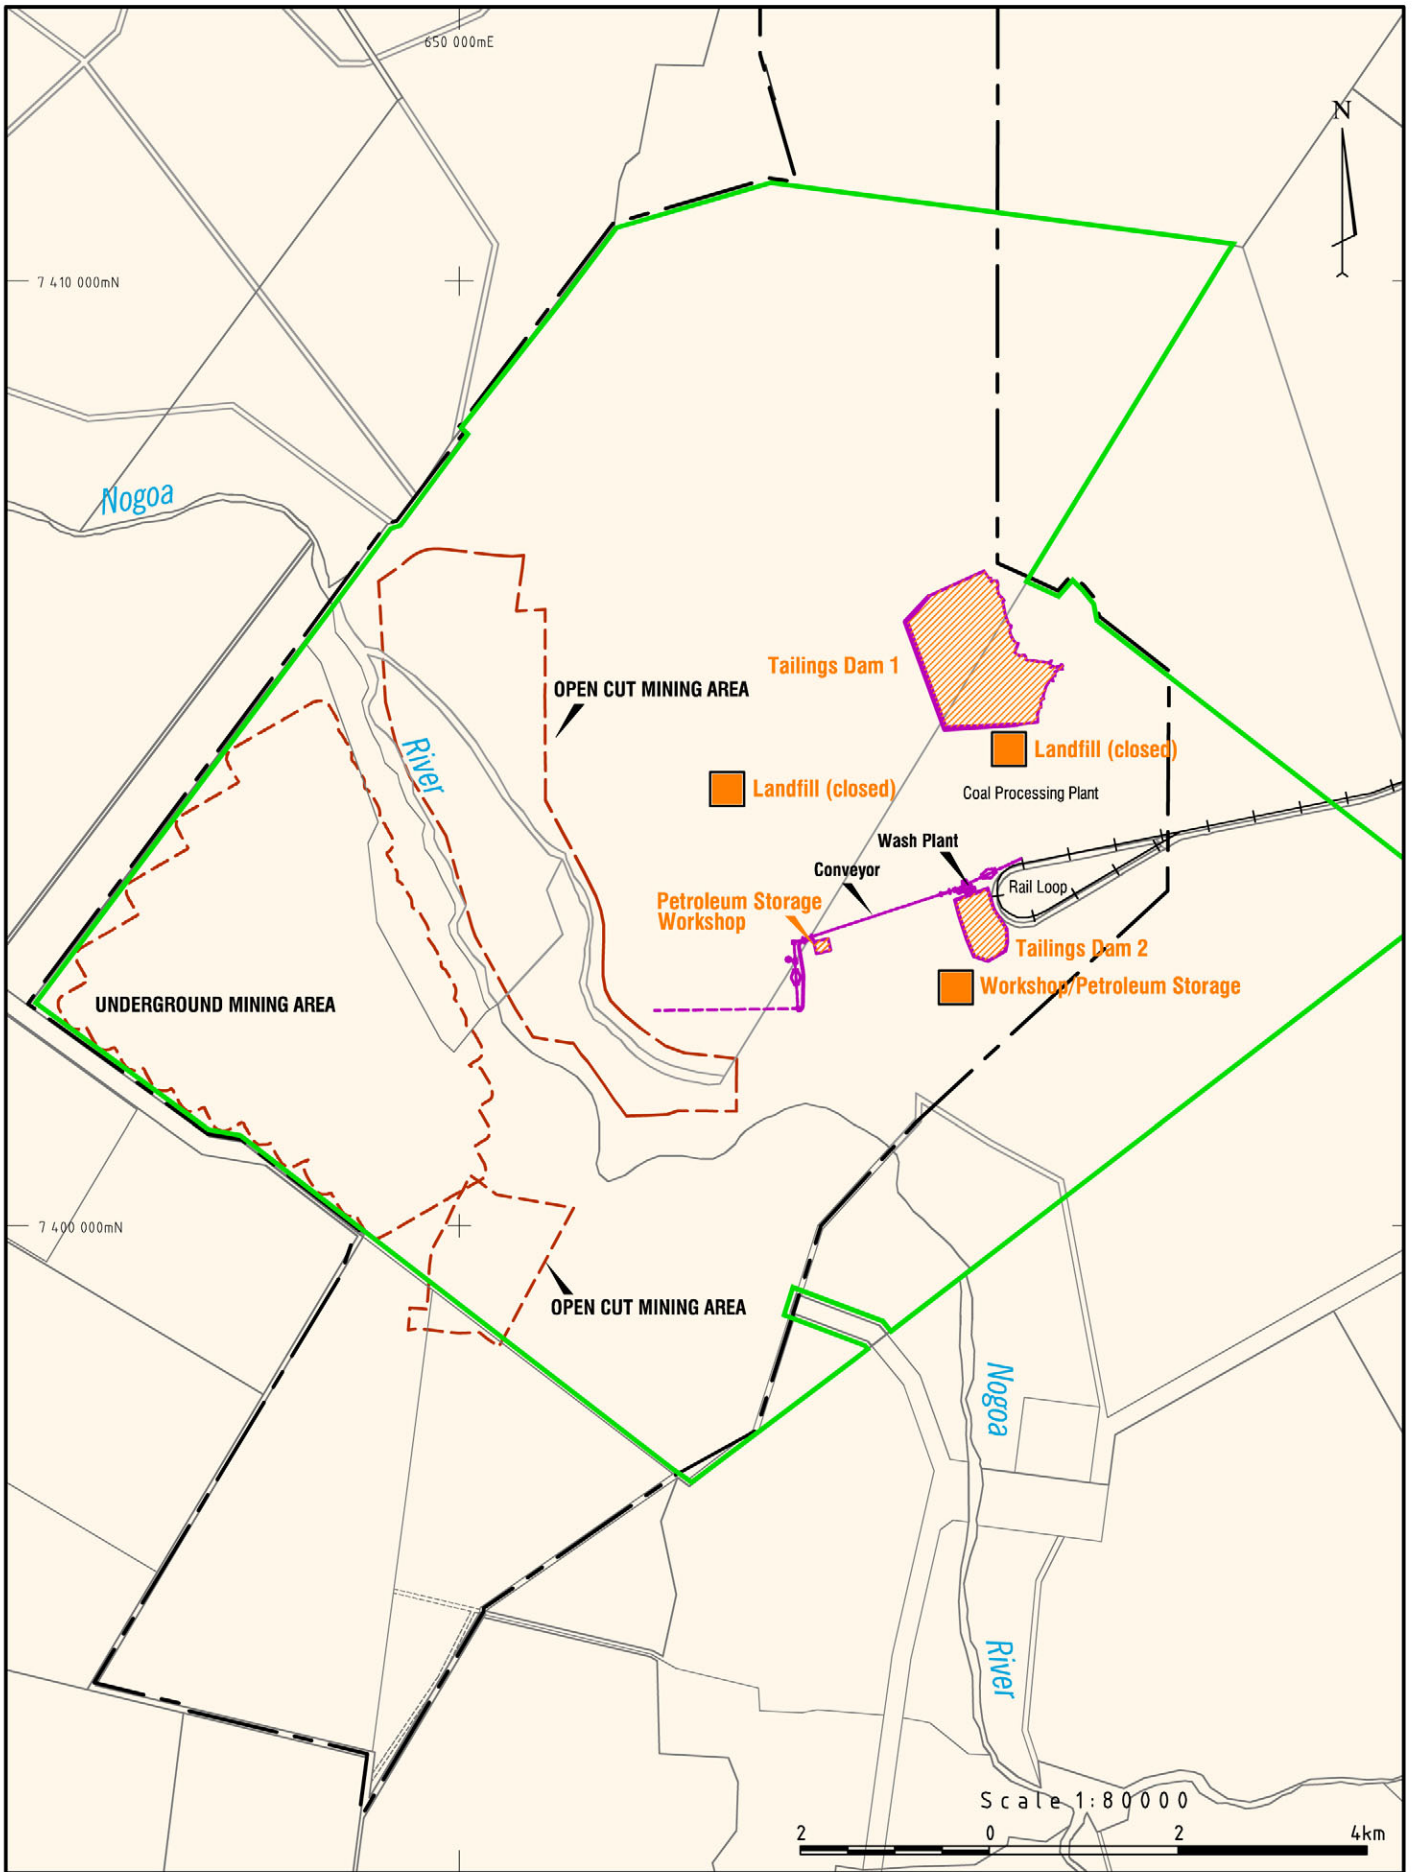 650 000mE
N
7 410 000mN
Nogoa
Tailings Dam 1
OPEN CUT MINING AREA
River
Landfill (closed)
Landfill (closed)
Coal Processing Plant
Wash Plant
Conveyor
Rail Loop
Petroleum Storage
Workshop
Tailings Dam 2
Workshop/Petroleum Storage
UNDERGROUND MINING AREA
7 400 000mN
OPEN CUT MINING AREA
Nogoa
River
Scale 1:80000
2 0 2 4km